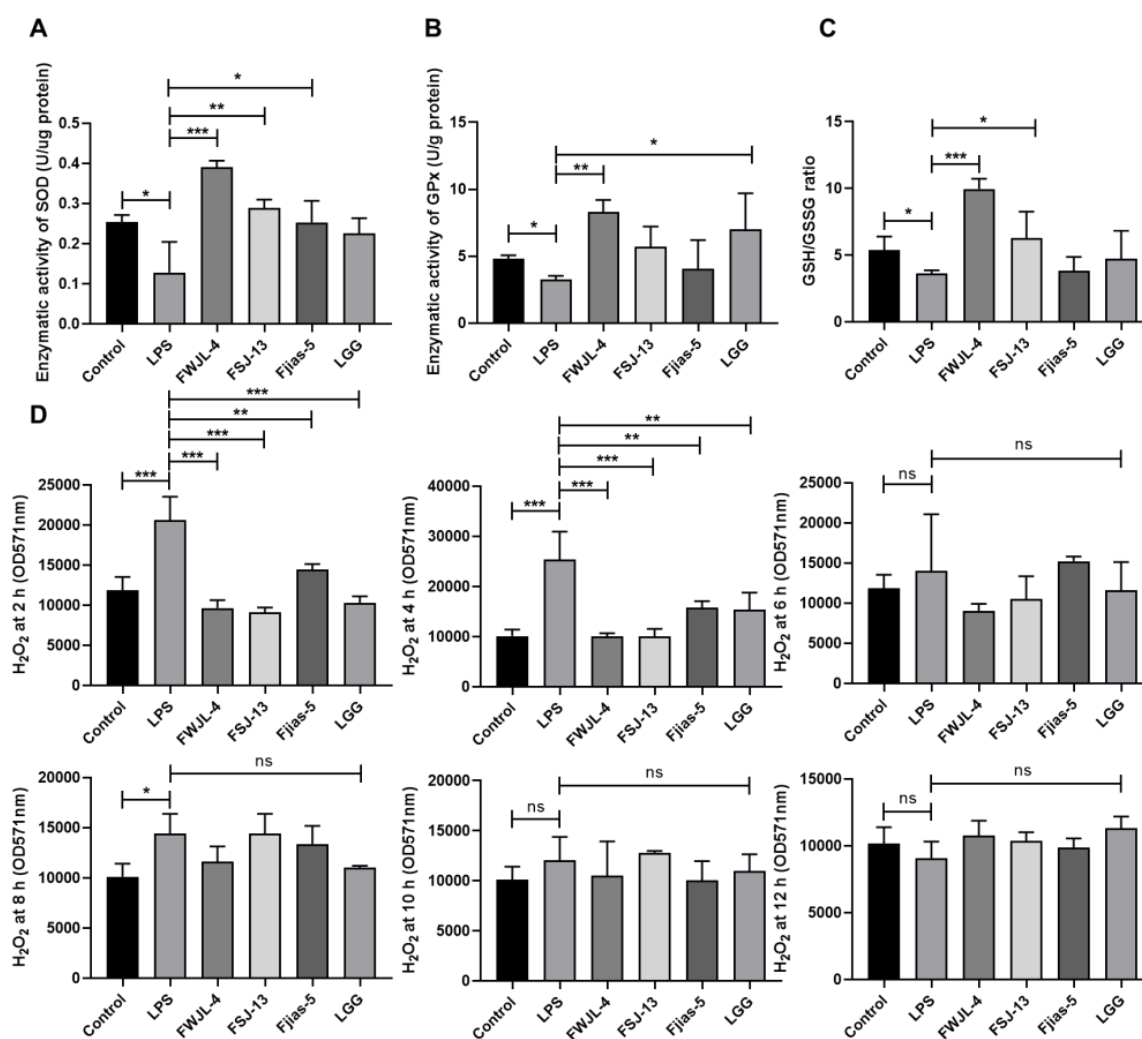 A
Enzymatic activity of SOD (U/ug protein)
0.5
0.4
0.3
0.2
0.1
0.0
*
**
***
*
Control
LPS
FWJL-4
FSJ-13
Fjias-5
LGG
B
Enzymatic activity of GPx (U/g protein)
15
10
5
0
*
**
*
Control
LPS
FWJL-4
FSJ-13
Fjias-5
LGG
C
GSH/GSSG ratio
15
10
5
0
*
***
*
Control
LPS
FWJL-4
FSJ-13
Fjias-5
LGG
D
H₂O₂ at 2 h (OD571nm)
25000
20000
15000
10000
5000
0
***
**
***
***
***
Control
LPS
FWJL-4
FSJ-13
Fjias-5
LGG
H₂O₂ at 4 h (OD571nm)
40000
30000
20000
10000
0
**
**
***
***
***
Control
LPS
FWJL-4
FSJ-13
Fjias-5
LGG
H₂O₂ at 6 h (OD571nm)
25000
20000
15000
10000
5000
0
ns
ns
Control
LPS
FWJL-4
FSJ-13
Fjias-5
LGG
H₂O₂ at 8 h (OD571nm)
20000
15000
10000
5000
0
ns
*
Control
LPS
FWJL-4
FSJ-13
Fjias-5
LGG
H₂O₂ at 10 h (OD571nm)
20000
15000
10000
5000
0
ns
ns
Control
LPS
FWJL-4
FSJ-13
Fjias-5
LGG
H₂O₂ at 12 h (OD571nm)
15000
10000
5000
0
ns
ns
Control
LPS
FWJL-4
FSJ-13
Fjias-5
LGG